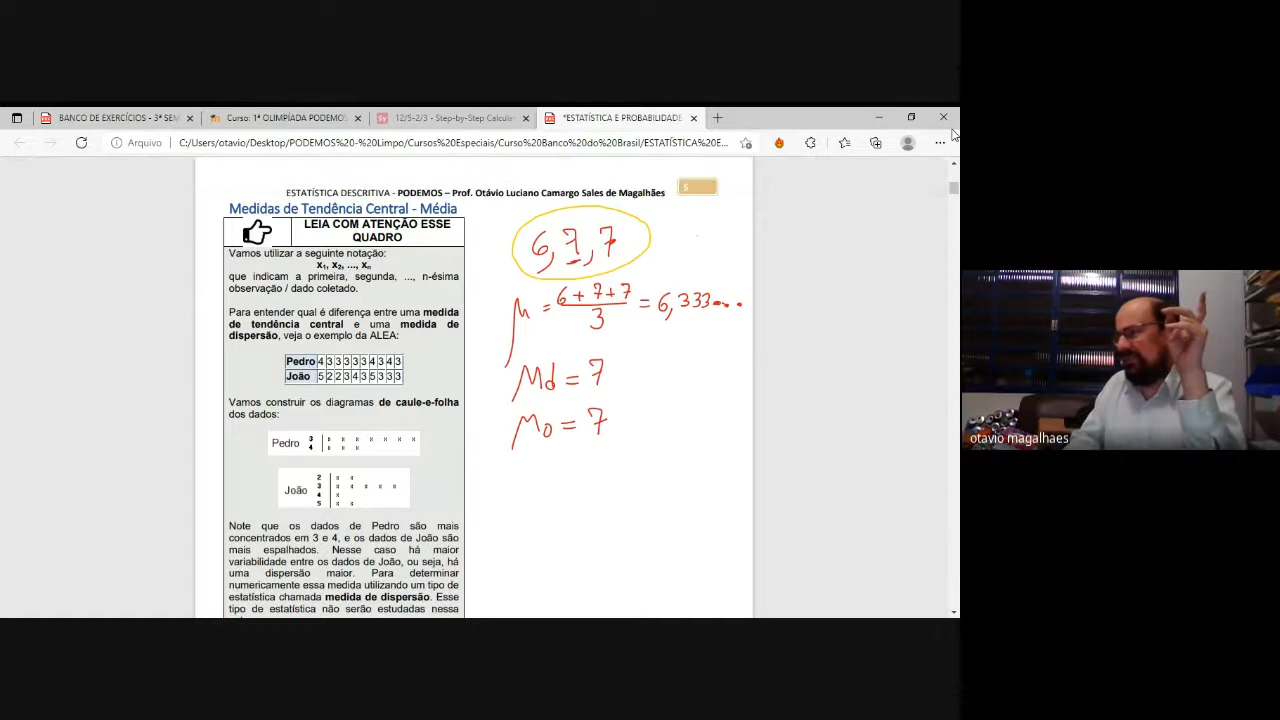 BANCO DE EXERCÍCIOS - 3ª SEM
Curso: 1ª OLIMPÍADA PODEMOS
12/5-2/3 - Step-by-Step Calcula
*ESTATÍSTICA E PROBABILIDADE
Arquivo
C:/Users/otavio/Desktop/PODEMOS%20-%20Limpo/Cursos%20Especiais/Curso%20Banco%20do%20Brasil/ESTATÍSTICA%20E...
ESTATÍSTICA DESCRITIVA - PODEMOS – Prof. Otávio Luciano Camargo Sales de Magalhães
5
Medidas de Tendência Central - Média
LEIA COM ATENÇÃO ESSE
QUADRO
Vamos utilizar a seguinte notação:
x1, x2, ..., xn
que indicam a primeira, segunda, ..., n-ésima
observação / dado coletado.
Para entender qual é diferença entre uma medida
de tendência central e uma medida de
dispersão, veja o exemplo da ALEA:
Pedro 4 3 3 3 3 3 4 3 4 3
João 5 2 2 3 4 3 5 3 3 3
Vamos construir os diagramas de caule-e-folha
dos dados:
3 x x x x x x x
Pedro
4 x x x
2 x x
3 x x x x x
João
4 x
5 x x
Note que os dados de Pedro são mais
concentrados em 3 e 4, e os dados de João são
mais espalhados. Nesse caso há maior
variabilidade entre os dados de João, ou seja, há
uma dispersão maior. Para determinar
numericamente essa medida utilizando um tipo de
estatística chamada medida de dispersão. Esse
tipo de estatística não serão estudadas nessa
6, 7, 7
μ = 6 + 7 + 7 / 3 = 6,333...
Md = 7
Mo = 7
otavio magalhaes